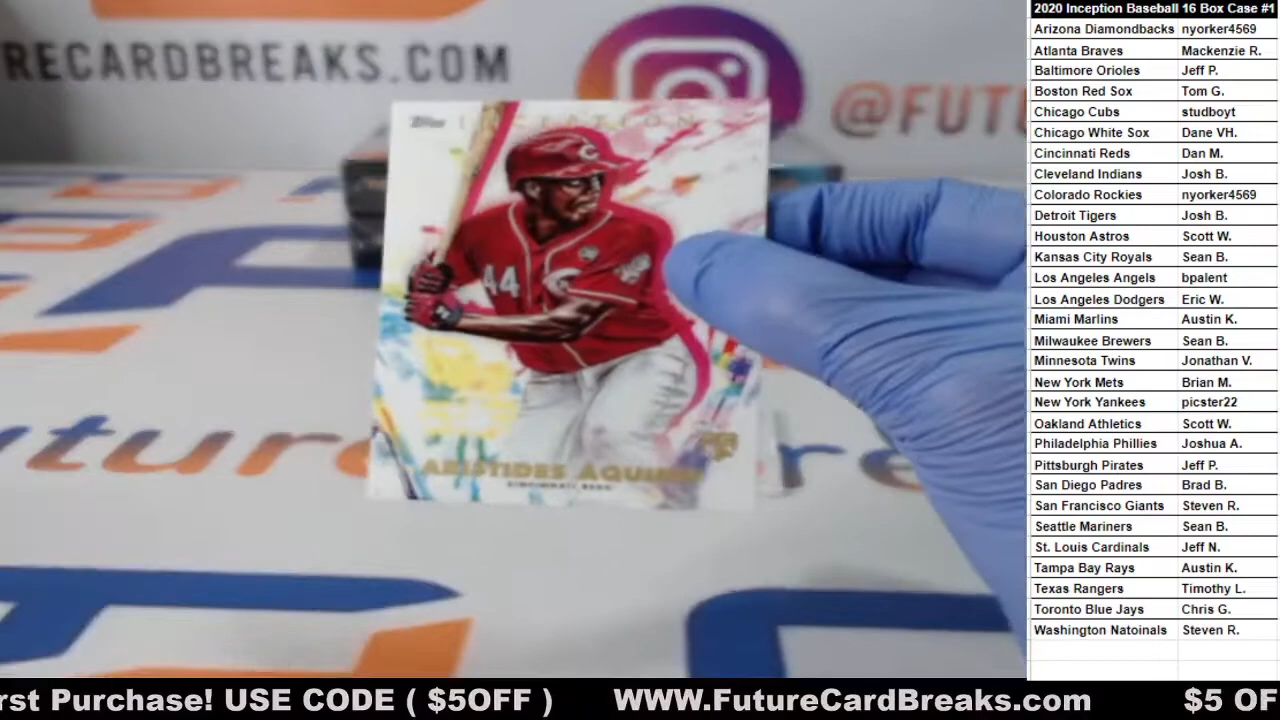 RECARDBREAKS.COM
@FUTU
Topps INCEPTION
C
44
ARISTIDES AQUINO
CINCINNATI REDS
RC
Future
re
2020 Inception Baseball 16 Box Case #1
Arizona Diamondbacks nyorker4569
Atlanta Braves Mackenzie R.
Baltimore Orioles Jeff P.
Boston Red Sox Tom G.
Chicago Cubs studboyt
Chicago White Sox Dane VH.
Cincinnati Reds Dan M.
Cleveland Indians Josh B.
Colorado Rockies nyorker4569
Detroit Tigers Josh B.
Houston Astros Scott W.
Kansas City Royals Sean B.
Los Angeles Angels bpalent
Los Angeles Dodgers Eric W.
Miami Marlins Austin K.
Milwaukee Brewers Sean B.
Minnesota Twins Jonathan V.
New York Mets Brian M.
New York Yankees picster22
Oakland Athletics Scott W.
Philadelphia Phillies Joshua A.
Pittsburgh Pirates Jeff P.
San Diego Padres Brad B.
San Francisco Giants Steven R.
Seattle Mariners Sean B.
St. Louis Cardinals Jeff N.
Tampa Bay Rays Austin K.
Texas Rangers Timothy L.
Toronto Blue Jays Chris G.
Washington Natoinals Steven R.
rst Purchase! USE CODE ( $5OFF ) WWW.FutureCardBreaks.com $5 OF